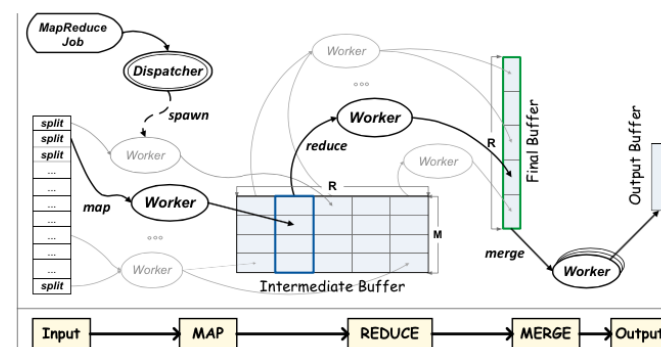 MapReduce
Job
Dispatcher
spawn
split
split
split
...
...
...
...
...
...
...
split
map
Worker
Worker
Worker
Worker
Worker
Worker
reduce
R
M
Intermediate Buffer
R
Final Buffer
merge
Worker
Output Buffer
Input
MAP
REDUCE
MERGE
Output